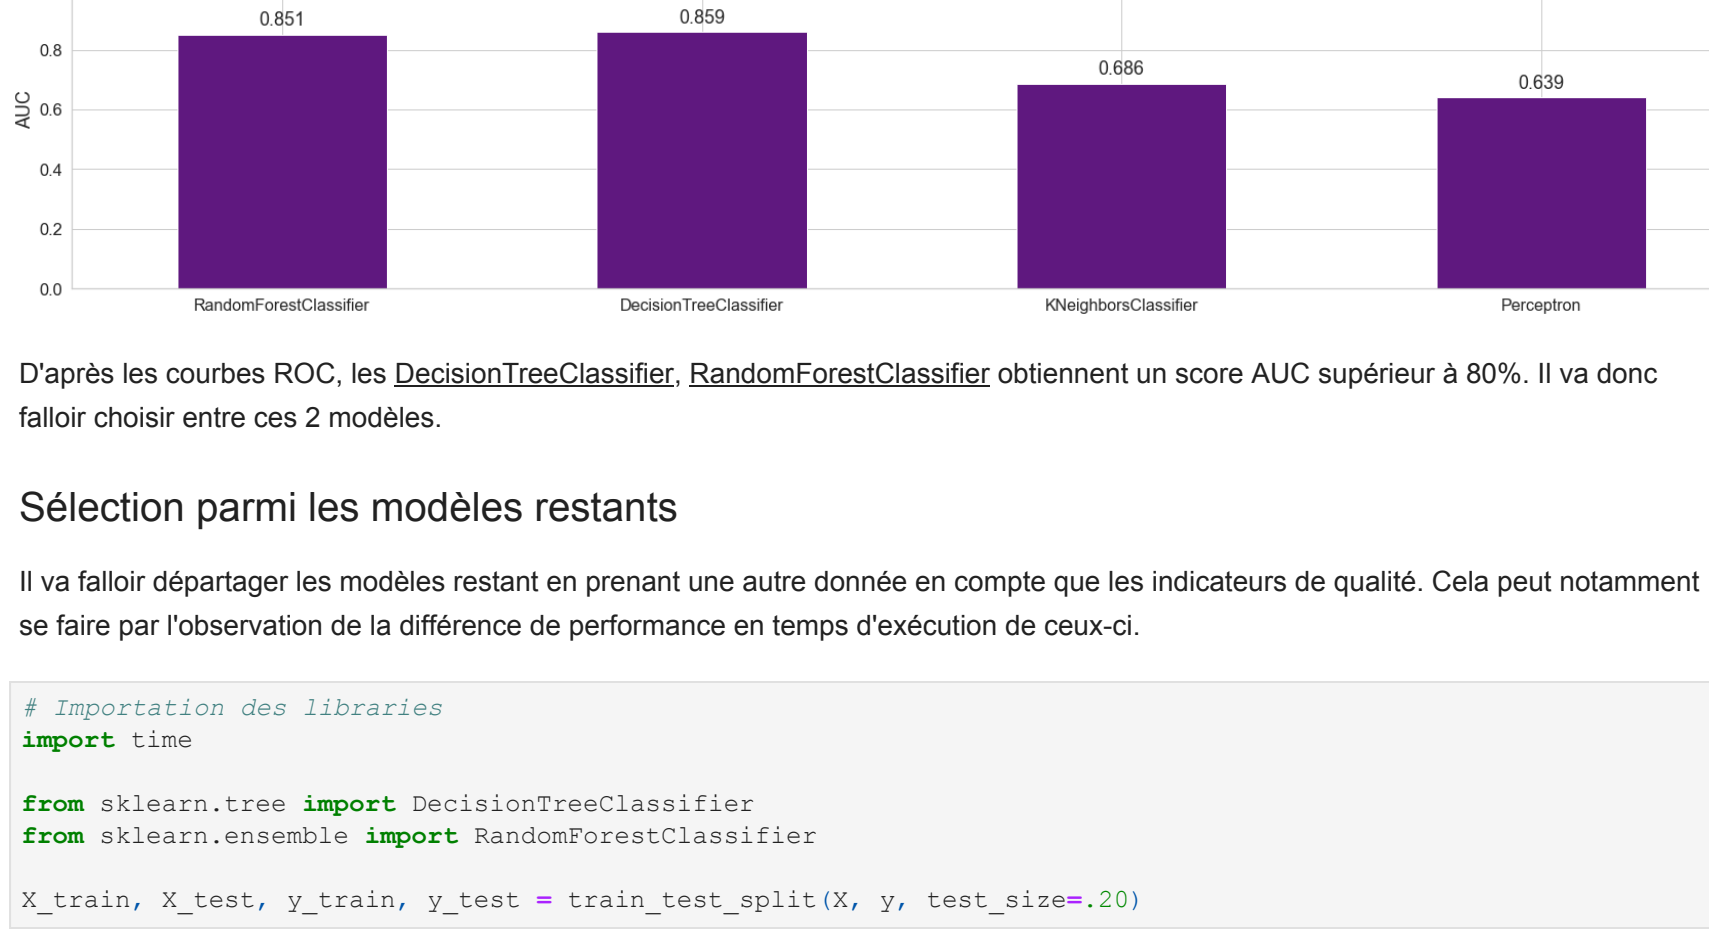 0.851 0.859 0.686 0.639
0.8
0.6
0.4
0.2
0.0
AUC
RandomForestClassifier DecisionTreeClassifier KNeighborsClassifier Perceptron
D'après les courbes ROC, les DecisionTreeClassifier, RandomForestClassifier obtiennent un score AUC supérieur à 80%. Il va donc
falloir choisir entre ces 2 modèles.
Sélection parmi les modèles restants
Il va falloir départager les modèles restant en prenant une autre donnée en compte que les indicateurs de qualité. Cela peut notamment
se faire par l'observation de la différence de performance en temps d'exécution de ceux-ci.
# Importation des libraries
import time
from sklearn.tree import DecisionTreeClassifier
from sklearn.ensemble import RandomForestClassifier
X_train, X_test, y_train, y_test = train_test_split(X, y, test_size=.20)